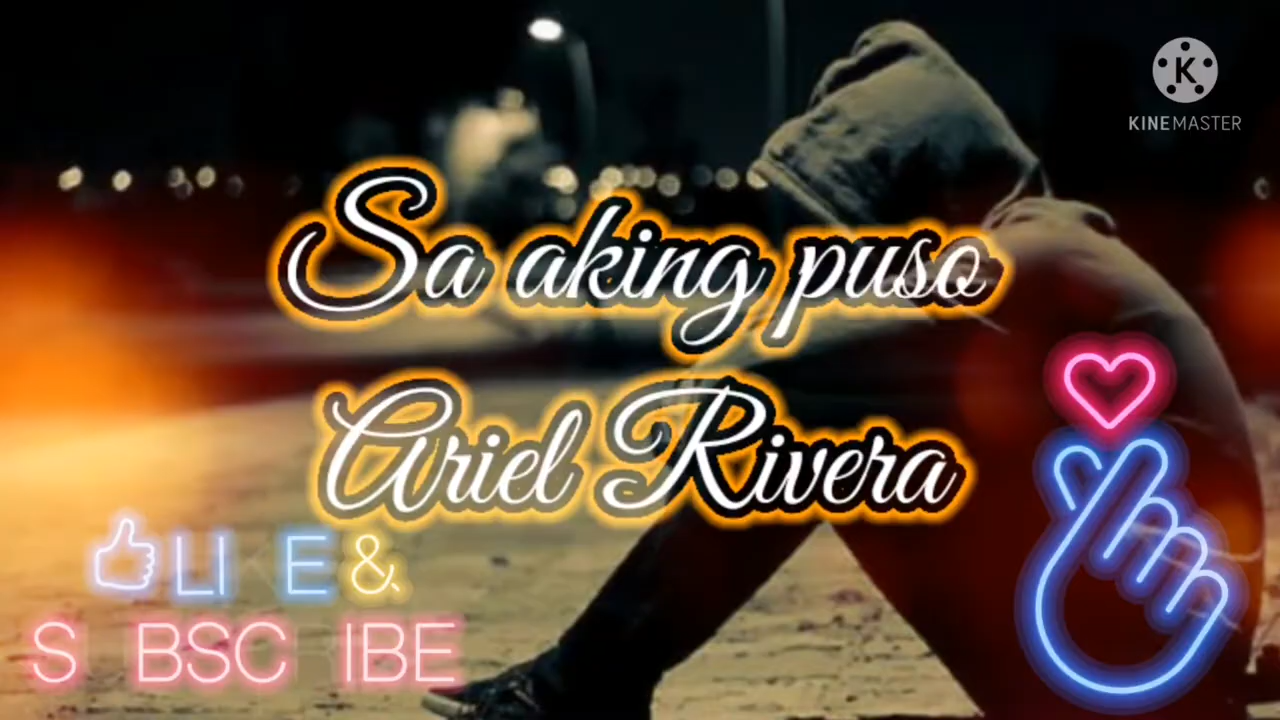 KINEMASTER
Sa aking puso
Ariel Rivera
LI E &
S BSC IBE